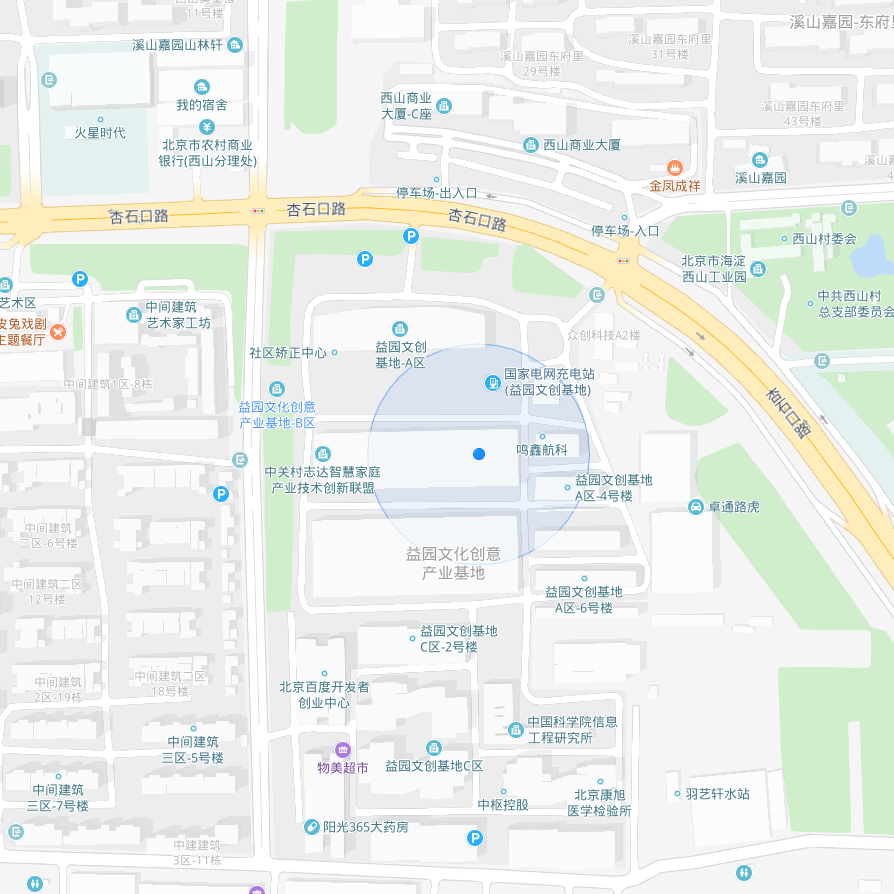 11号楼
溪山嘉园山林轩
溪山嘉园东府里
29号楼
溪山嘉园东府里
31号楼
溪山嘉园-东府里
我的宿舍
火星时代
北京市农村商业
银行(西山分理处)
西山商业
大厦-C座
西山商业大厦
溪山嘉园东府里
43号楼
溪山嘉园
金凤成祥
停车场-出入口
停车场-入口
杏石口路
杏石口路
杏石口路
西山村委会
北京市海淀
西山工业园
中共西山村
总支部委员会
艺术区
中间建筑
艺术家工坊
皮兔戏剧
主题餐厅
社区矫正中心
益园文创
基地-A区
众创科技A2楼
国家电网充电站
(益园文创基地)
中间建筑1区-8栋
益园文化创意
产业基地-B区
杏石口路
鸣鑫航科
中关村志达智慧家庭
产业技术创新联盟
益园文创基地
A区-4号楼
卓通路虎
中间建筑
二区-6号楼
益园文化创意
产业基地
中间建筑二区
12号楼
益园文创基地
A区-6号楼
益园文创基地
C区-2号楼
中间建筑
2区-19栋
中间建筑二区
18号楼
北京百度开发者
创业中心
中国科学院信息
工程研究所
中间建筑
三区-5号楼
物美超市
益园文创基地C区
中间建筑
三区-7号楼
中枢控股
北京康旭
医学检验所
羽艺轩水站
阳光365大药房
中建建筑
3区-11栋